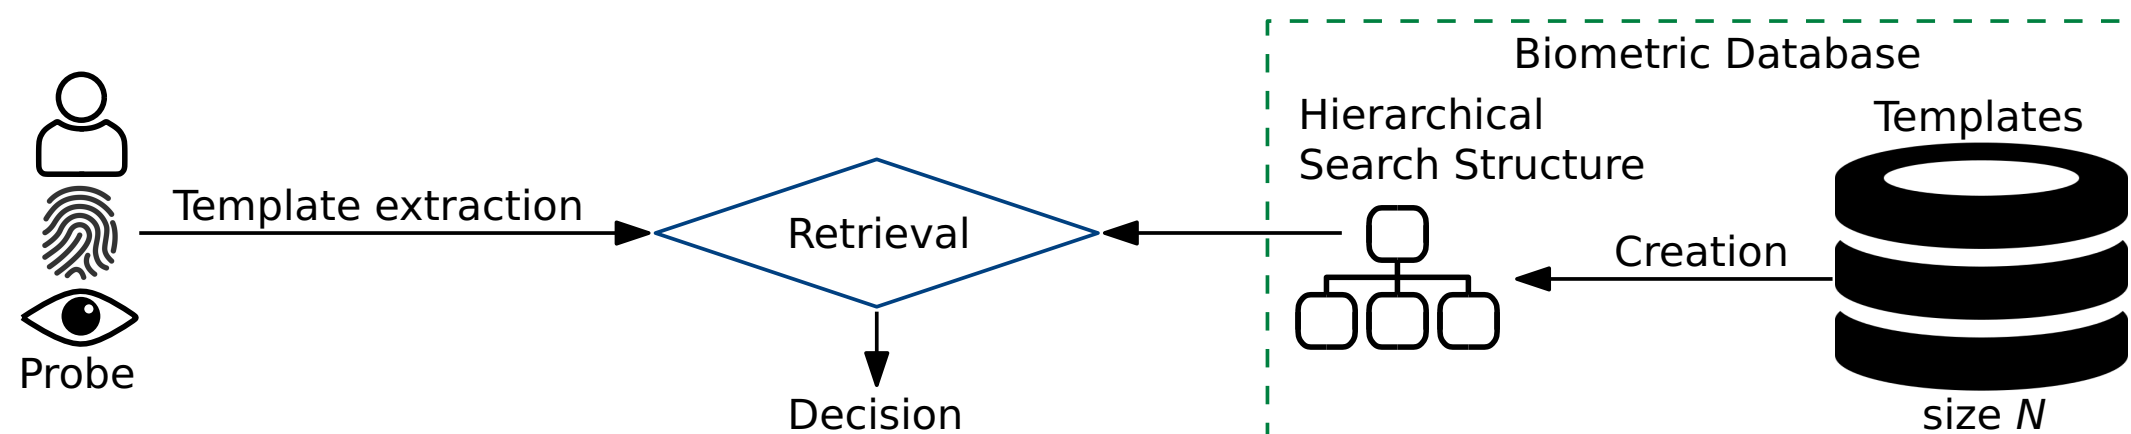 Biometric Database
Hierarchical
Search Structure
Templates
Template extraction
Retrieval
Creation
Probe
Decision
size N